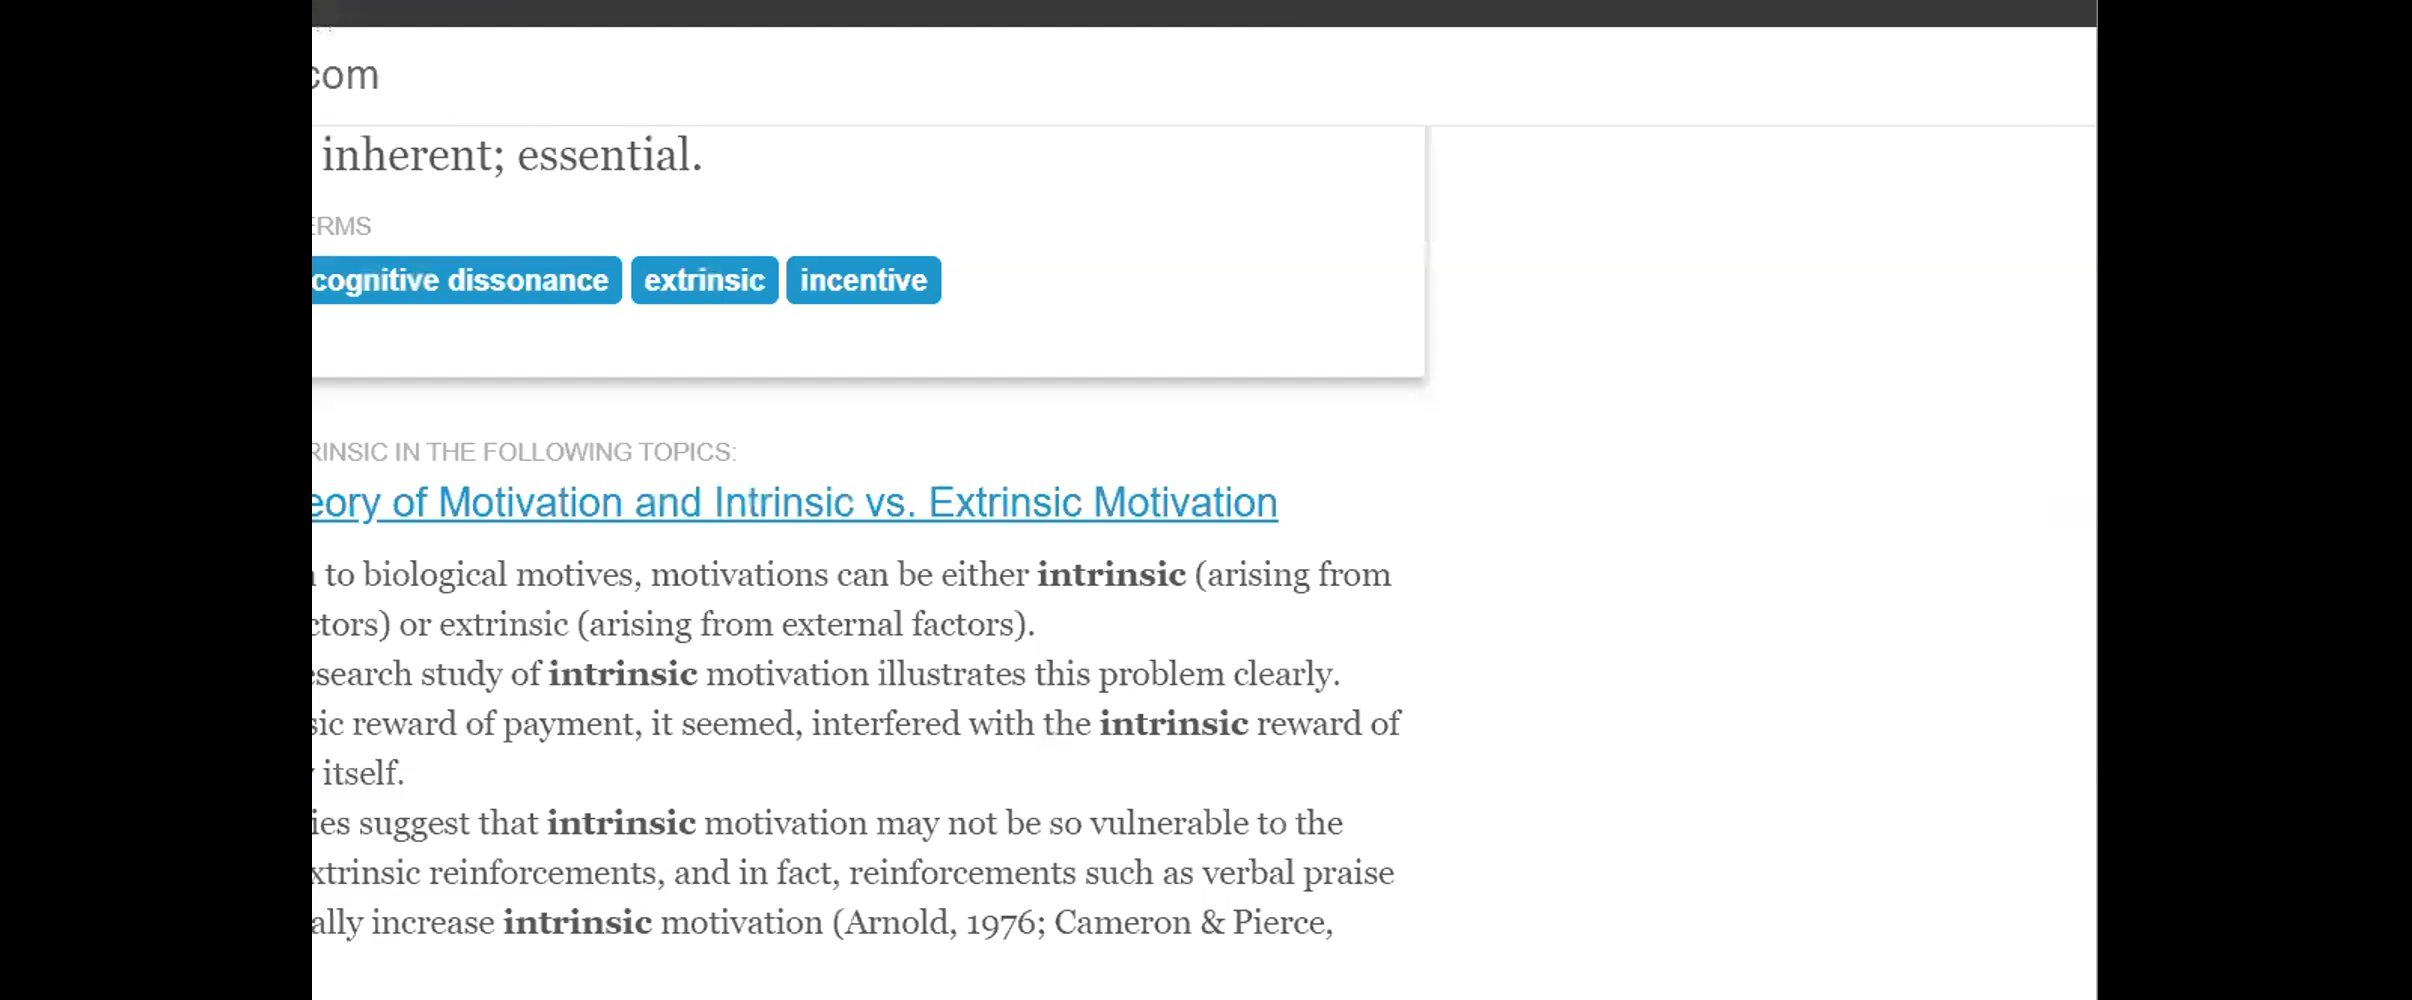 com
inherent; essential.
ERMS
cognitive dissonance extrinsic incentive
RINSIC IN THE FOLLOWING TOPICS:
eory of Motivation and Intrinsic vs. Extrinsic Motivation
to biological motives, motivations can be either intrinsic (arising from
ctors) or extrinsic (arising from external factors).
esearch study of intrinsic motivation illustrates this problem clearly.
sic reward of payment, it seemed, interfered with the intrinsic reward of
itself.
ies suggest that intrinsic motivation may not be so vulnerable to the
xtrinsic reinforcements, and in fact, reinforcements such as verbal praise
ally increase intrinsic motivation (Arnold, 1976; Cameron & Pierce,